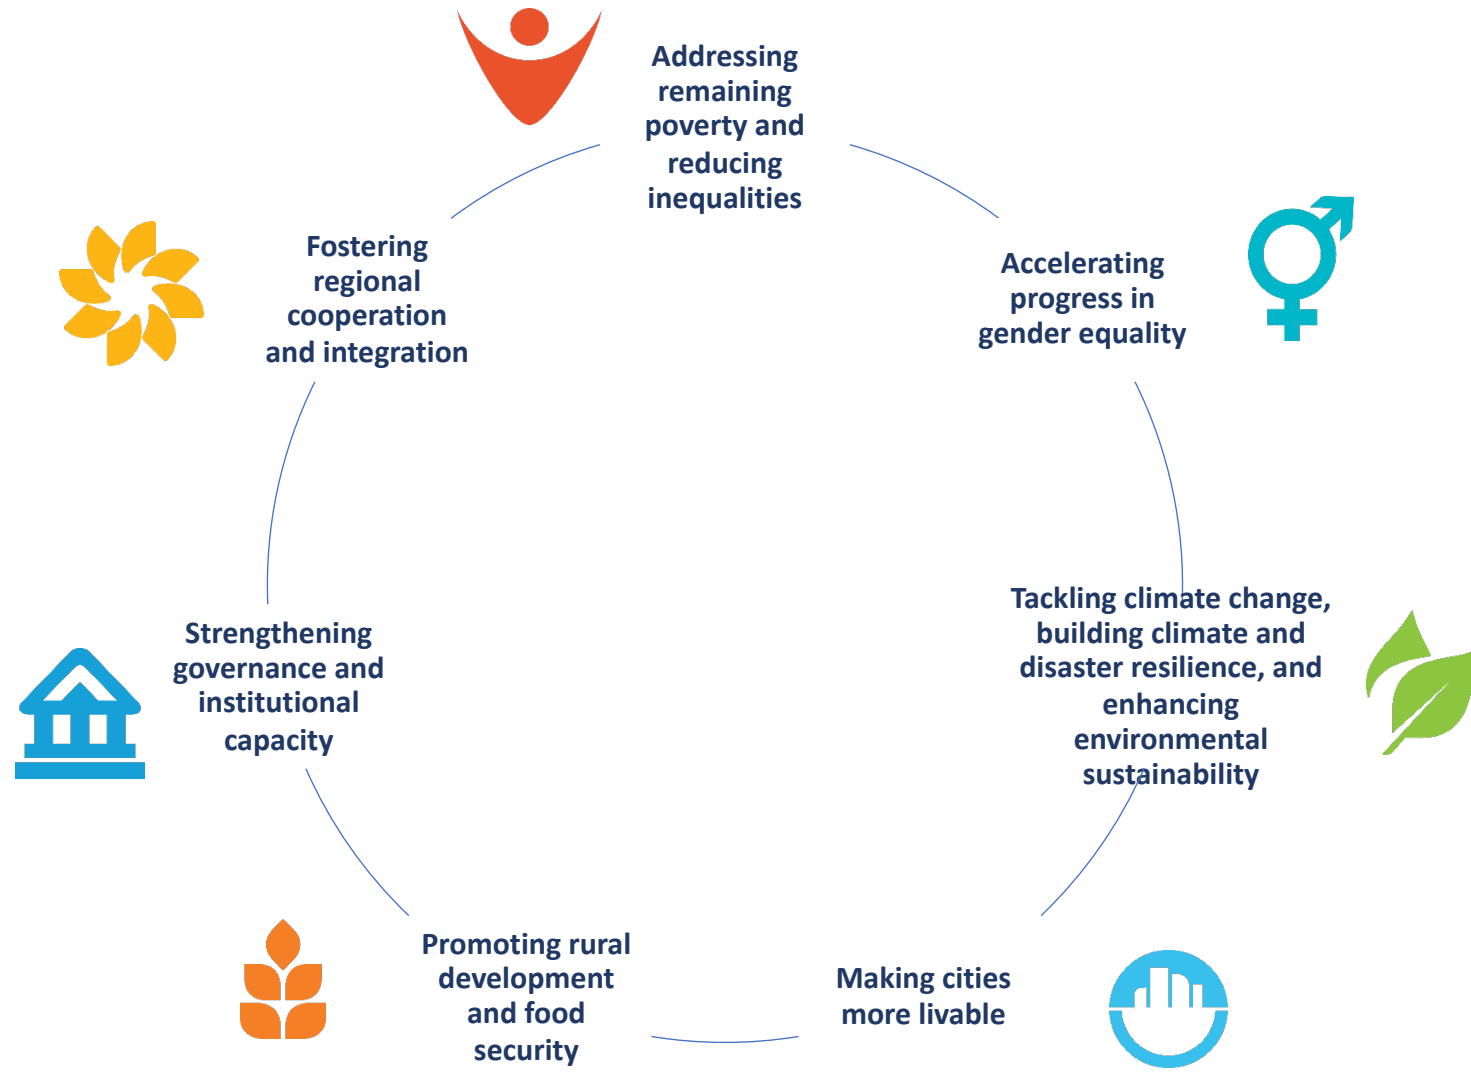 Addressing
remaining
poverty and
reducing
inequalities
Accelerating
progress in
gender equality
Tackling climate change,
building climate and
disaster resilience, and
enhancing
environmental
sustainability
Making cities
more livable
Promoting rural
development
and food
security
Strengthening
governance and
institutional
capacity
Fostering
regional
cooperation
and integration